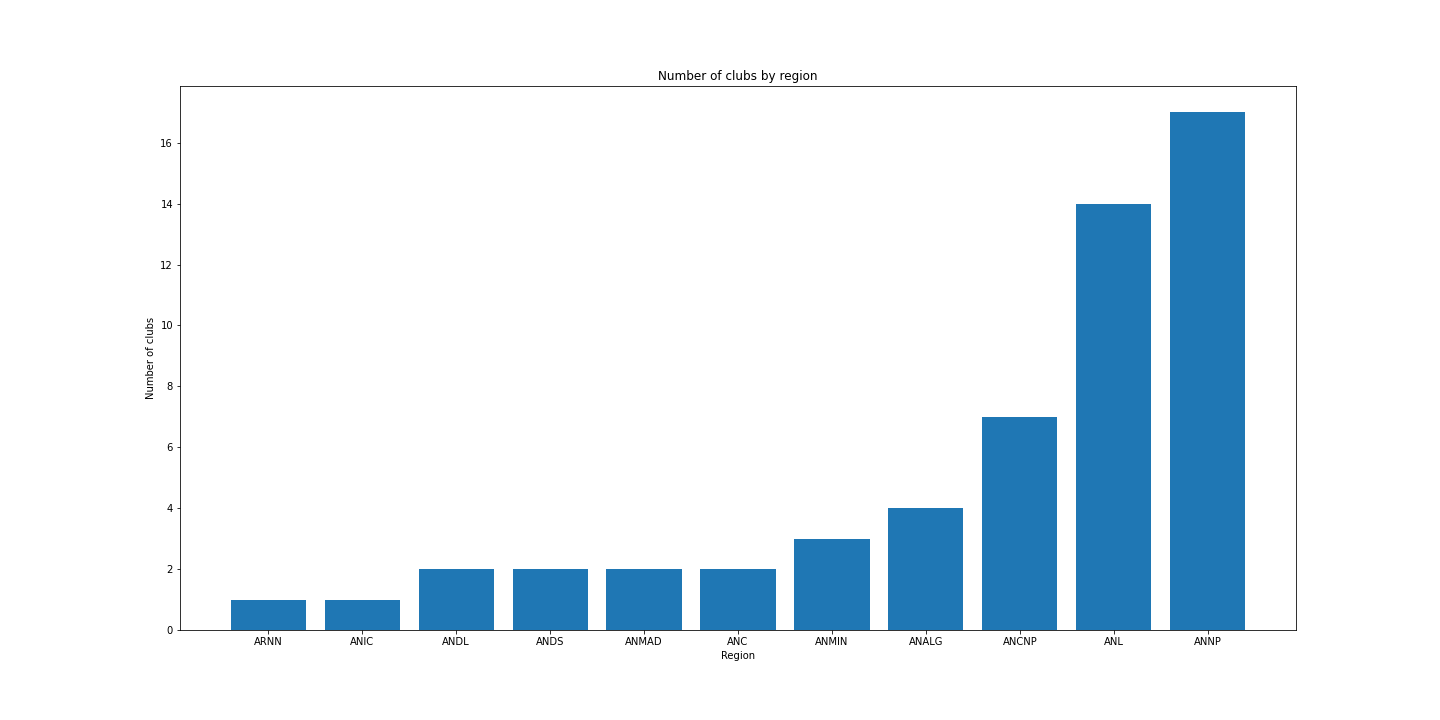 Number of clubs by region
Number of clubs
16
14
12
10
8
6
4
2
0
ARNN ANIC ANDL ANDS ANMAD ANC ANMIN ANALG ANCNP ANL ANNP
Region